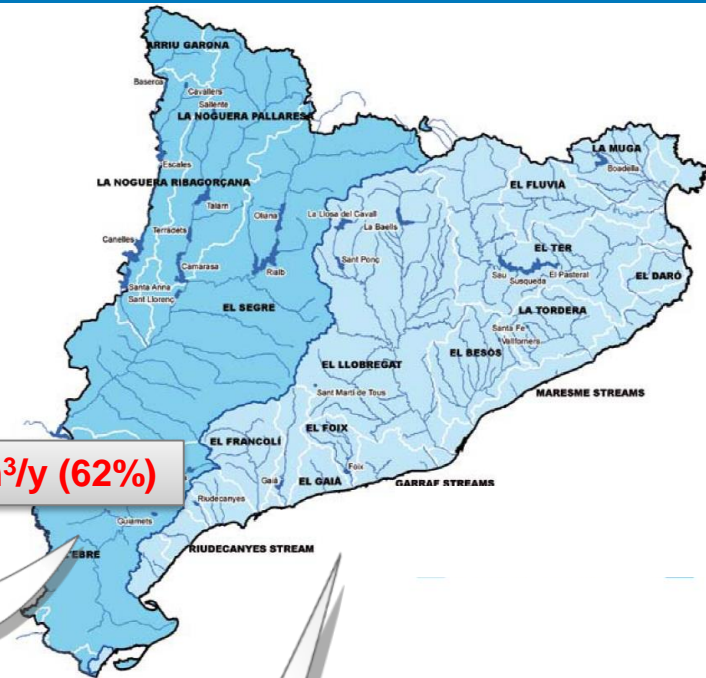 ARRIU GARONA
Baserca
Cavallers
Sallente
LA NOGUERA PALLARESA
LA MUGA
Boadella
Escales
EL FLUVIÀ
LA NOGUERA RIBAGORÇANA
Talarn
Oliana
La Llosa del Cavall
La Baells
Terradets
EL TER
Canelles
Sant Ponç
Camarasa
Rialb
Sau
Susqueda
El Pasteral
EL DARÓ
Santa Anna
Sant Llorenç
EL SEGRE
LA TORDERA
Santa Fe
Vallforners
EL BESÒS
EL LLOBREGAT
MARESME STREAMS
Sant Martí de Tous
EL FRANCOLÍ
EL FOIX
³/y (62%)
Foix
Gaià
EL GAIÀ
GARRAF STREAMS
Riudecanyes
Guiamets
RIUDECANYES STREAM
EBRE